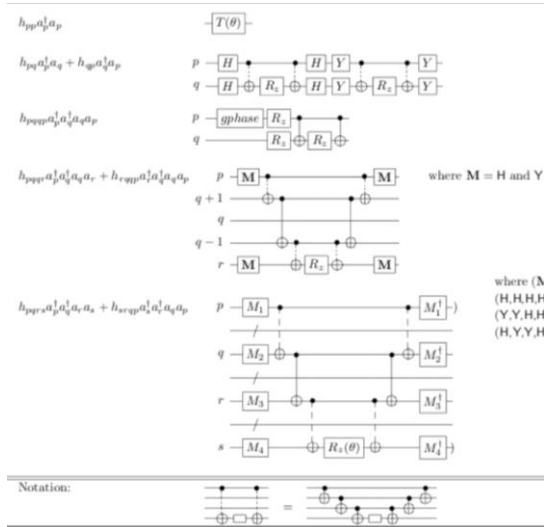 h_{pp}a_p^†a_p T(θ)
h_{pq}a_p^†a_q + h_{qp}a_q^†a_p p H H Y Y
q H R_z H Y R_z Y
h_{pqqp}a_p^†a_q^†a_qa_p p gphase R_z
q R_z R_z
h_{pqqr}a_p^†a_q^†a_qa_r + h_{rqqp}a_r^†a_q^†a_qa_p p M M where M = H and Y
q+1
q
q−1
r M R_z M
where (M
h_{pqrs}a_p^†a_q^†a_ra_s + h_{srqp}a_s^†a_r^†a_qa_p p M_1 M_1^† ) (H,H,H,H
(Y,Y,H,H
q M_2 M_2^† (H,Y,Y,H
r M_3 M_3^†
s M_4 R_z(θ) M_4^† )
Notation: =